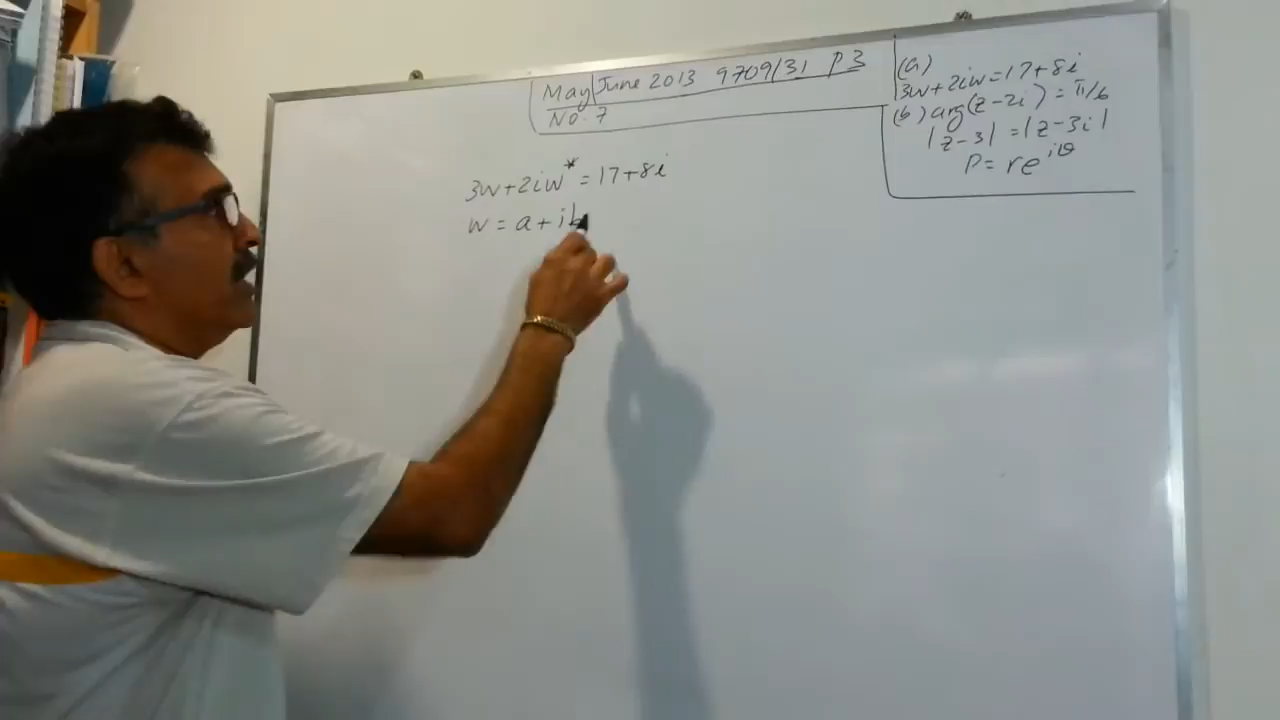 May/June 2013 9709/31 P3
No. 7
(a)
3w+2iw=17+8i
(b) arg(z-2i) = π/6
|z-3| = |z-3i|
P = re^{iθ}
3w+2iw*=17+8i
w = a+ib